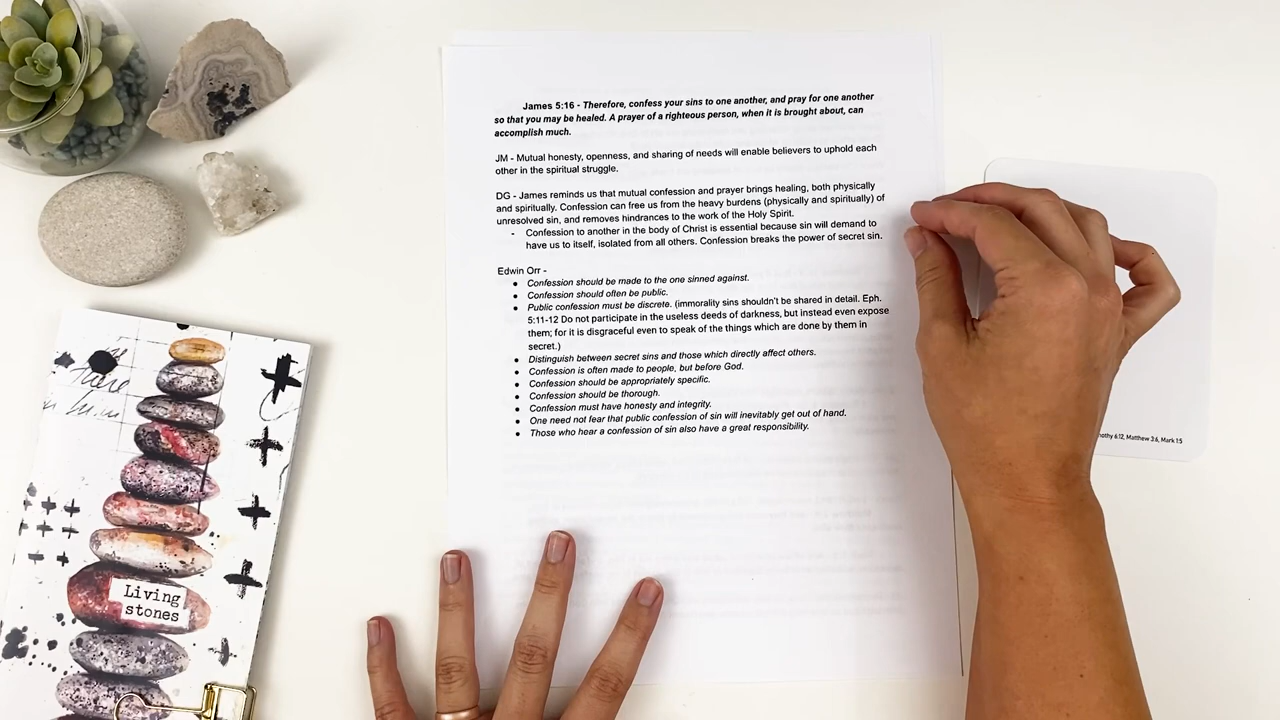 James 5:16 - Therefore, confess your sins to one another, and pray for one another
so that you may be healed. A prayer of a righteous person, when it is brought about, can
accomplish much.
JM - Mutual honesty, openness, and sharing of needs will enable believers to uphold each
other in the spiritual struggle.
DG - James reminds us that mutual confession and prayer brings healing, both physically
and spiritually. Confession can free us from the heavy burdens (physically and spiritually) of
unresolved sin, and removes hindrances to the work of the Holy Spirit.
- Confession to another in the body of Christ is essential because sin will demand to
have us to itself, isolated from all others. Confession breaks the power of secret sin.
Edwin Orr -
● Confession should be made to the one sinned against.
● Confession should often be public.
● Public confession must be discrete. (immorality sins shouldn't be shared in detail. Eph.
5:11-12 Do not participate in the useless deeds of darkness, but instead even expose
them; for it is disgraceful even to speak of the things which are done by them in
secret.)
● Distinguish between secret sins and those which directly affect others.
● Confession is often made to people, but before God.
● Confession should be appropriately specific.
● Confession should be thorough.
● Confession must have honesty and integrity.
● One need not fear that public confession of sin will inevitably get out of hand.
● Those who hear a confession of sin also have a great responsibility.
6:12, Matthew 3:6, Mark 1:5
Living
stones